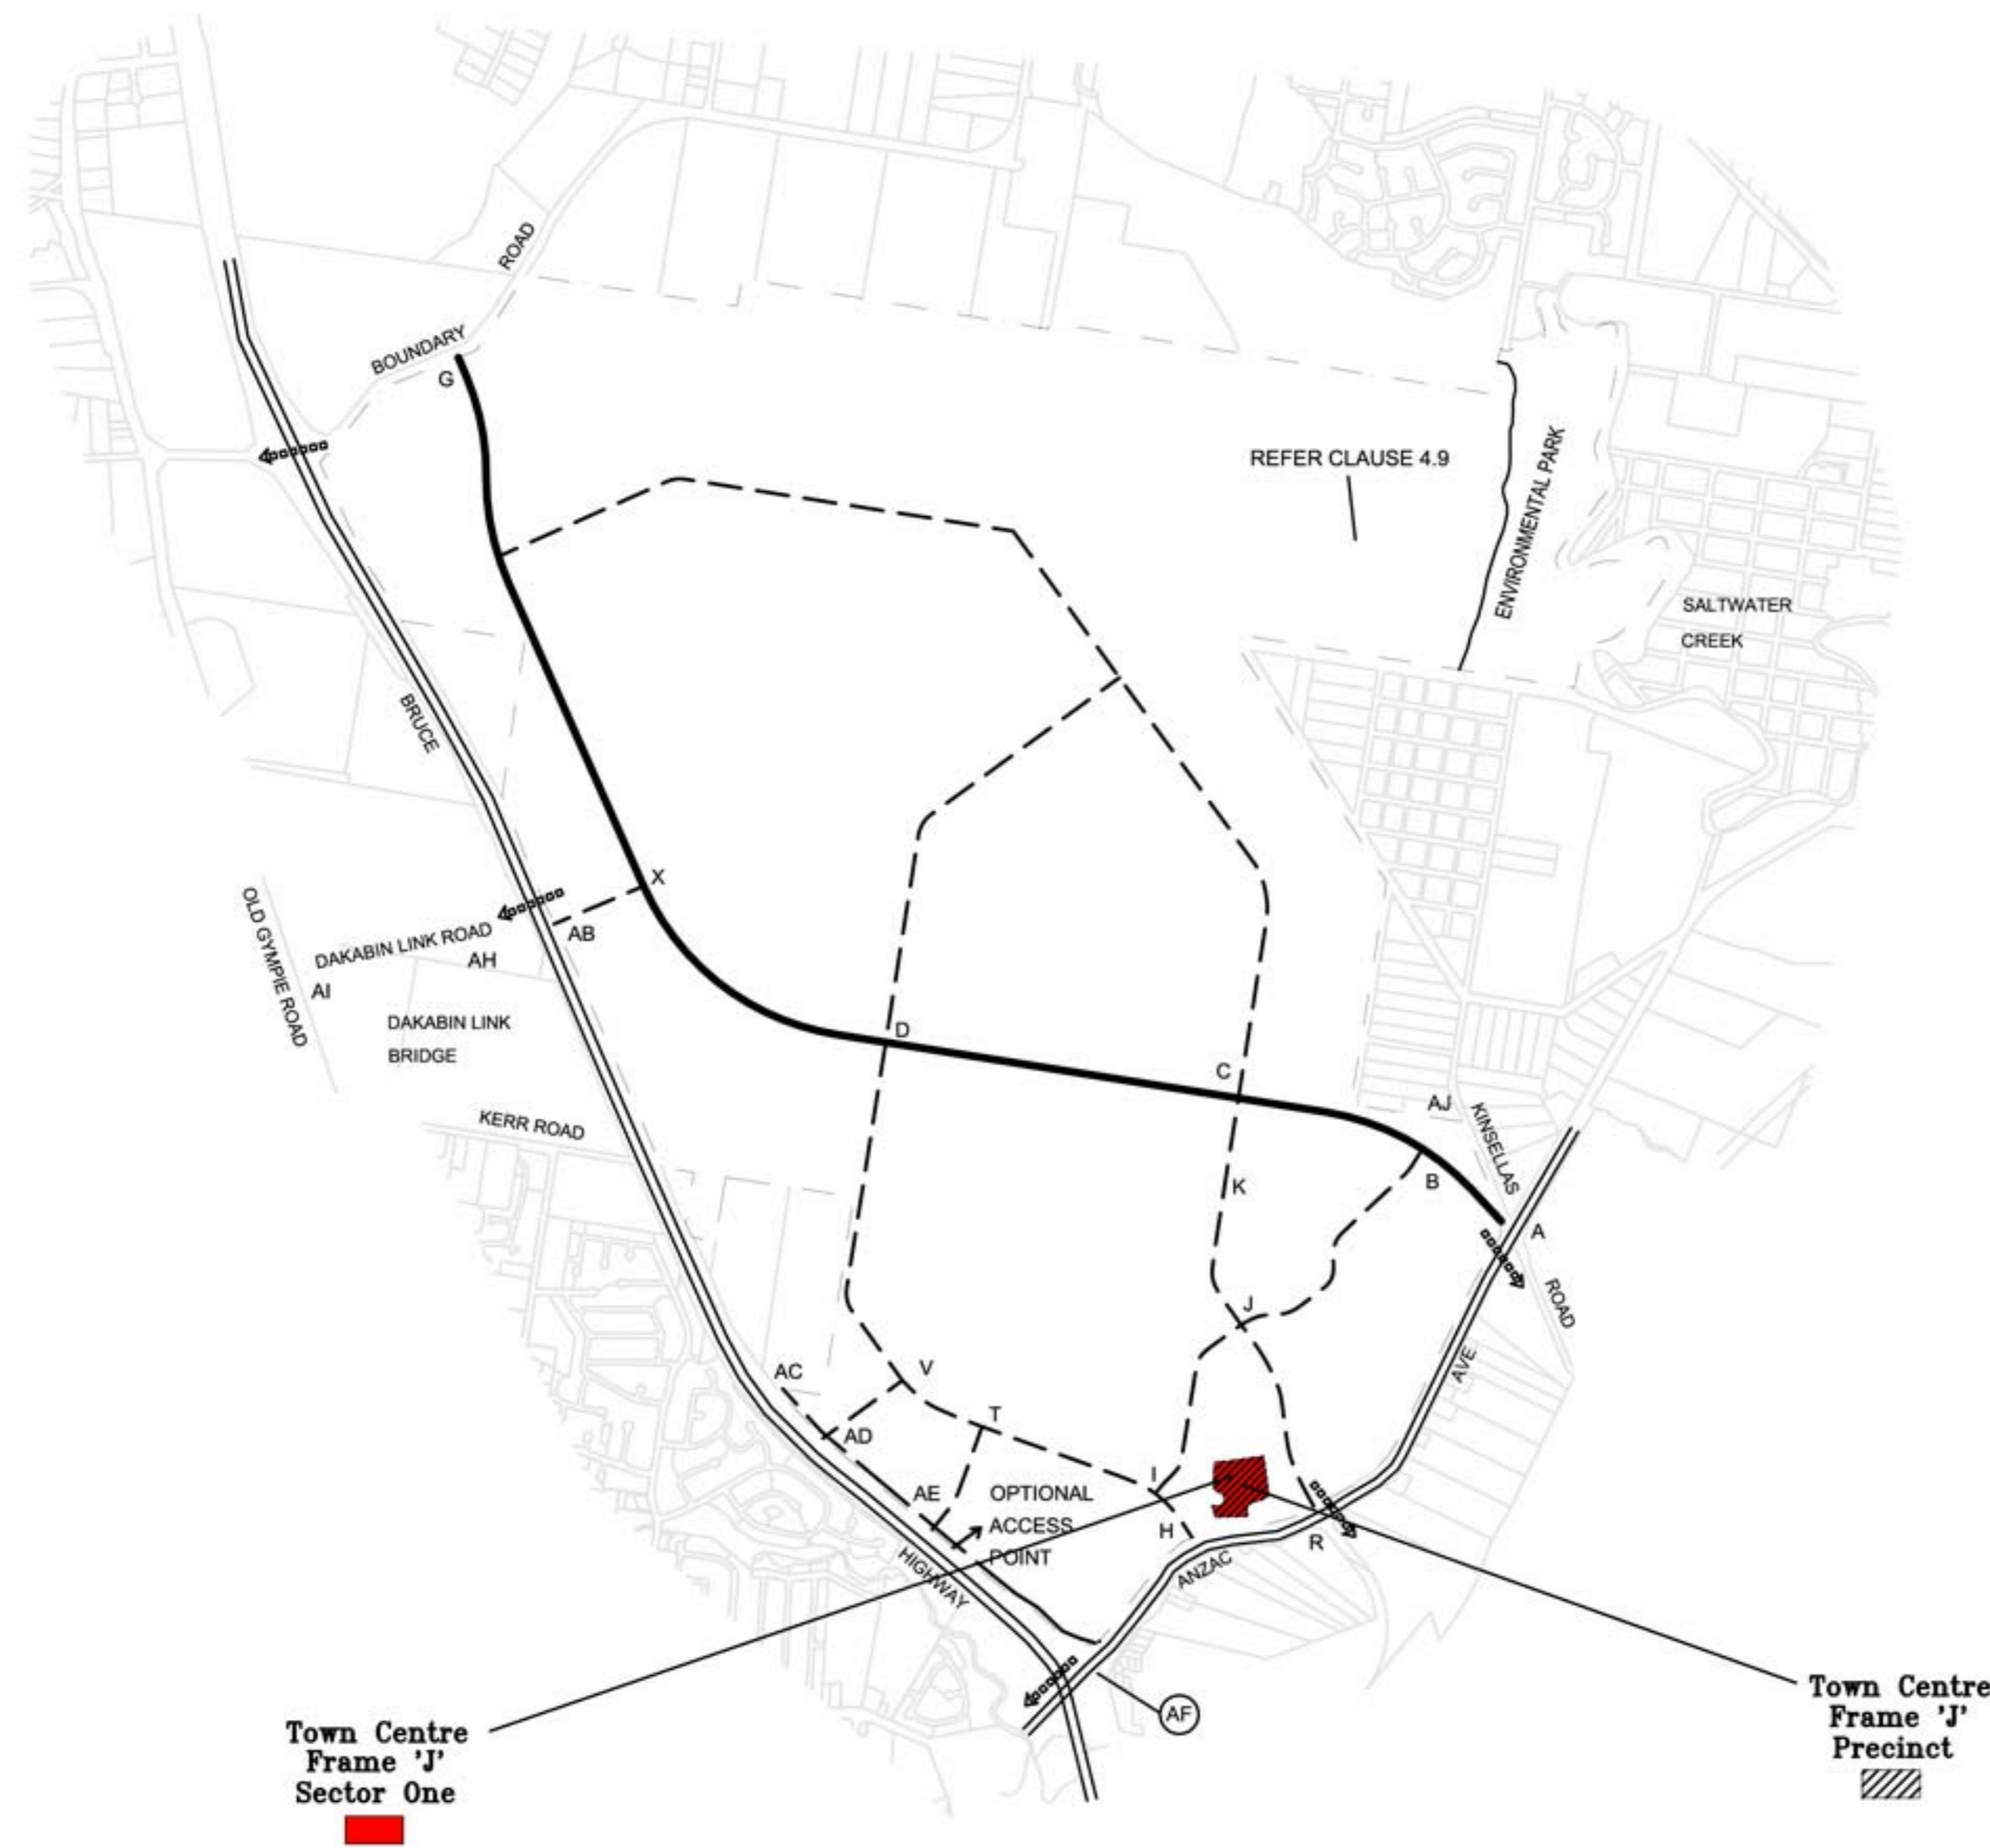 ROAD
BOUNDARY
G
REFER CLAUSE 4.9
ENVIRONMENTAL PARK
SALTWATER
CREEK
BRUCE
X
OLD GYMPIE ROAD
DAKABIN LINK ROAD
AB
AH
AI
DAKABIN LINK
BRIDGE
D
C
AJ
KINSELLAS
KERR ROAD
K
B
A
ROAD
J
AVE
V
AC
T
AD
I
AE
OPTIONAL
ACCESS
POINT
H
R
ANZAC
HIGHWAY
AF
Town Centre
Frame 'J'
Sector One
Town Centre
Frame 'J'
Precinct